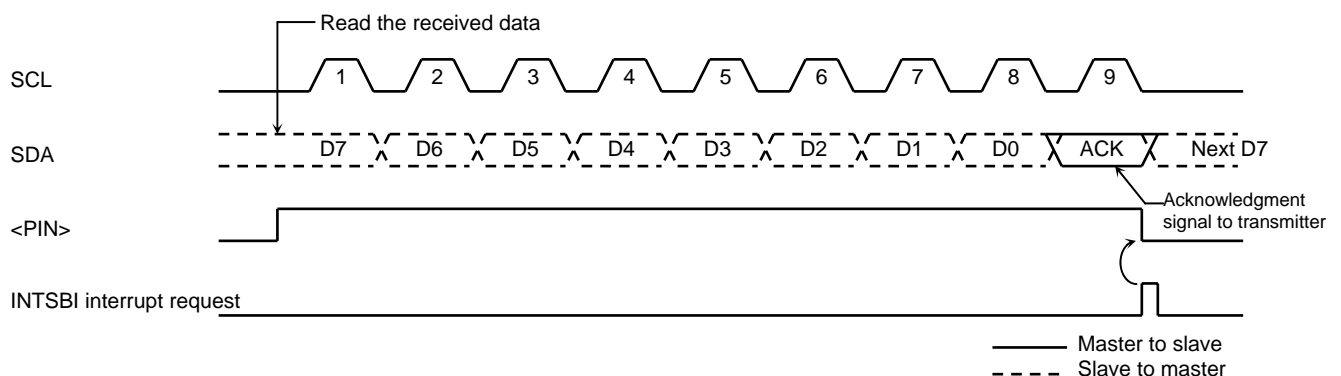 Read the received data
SCL
1 2 3 4 5 6 7 8 9
SDA
D7 D6 D5 D4 D3 D2 D1 D0 ACK Next D7
Acknowledgment
signal to transmitter
<PIN>
INTSBI interrupt request
Master to slave
Slave to master